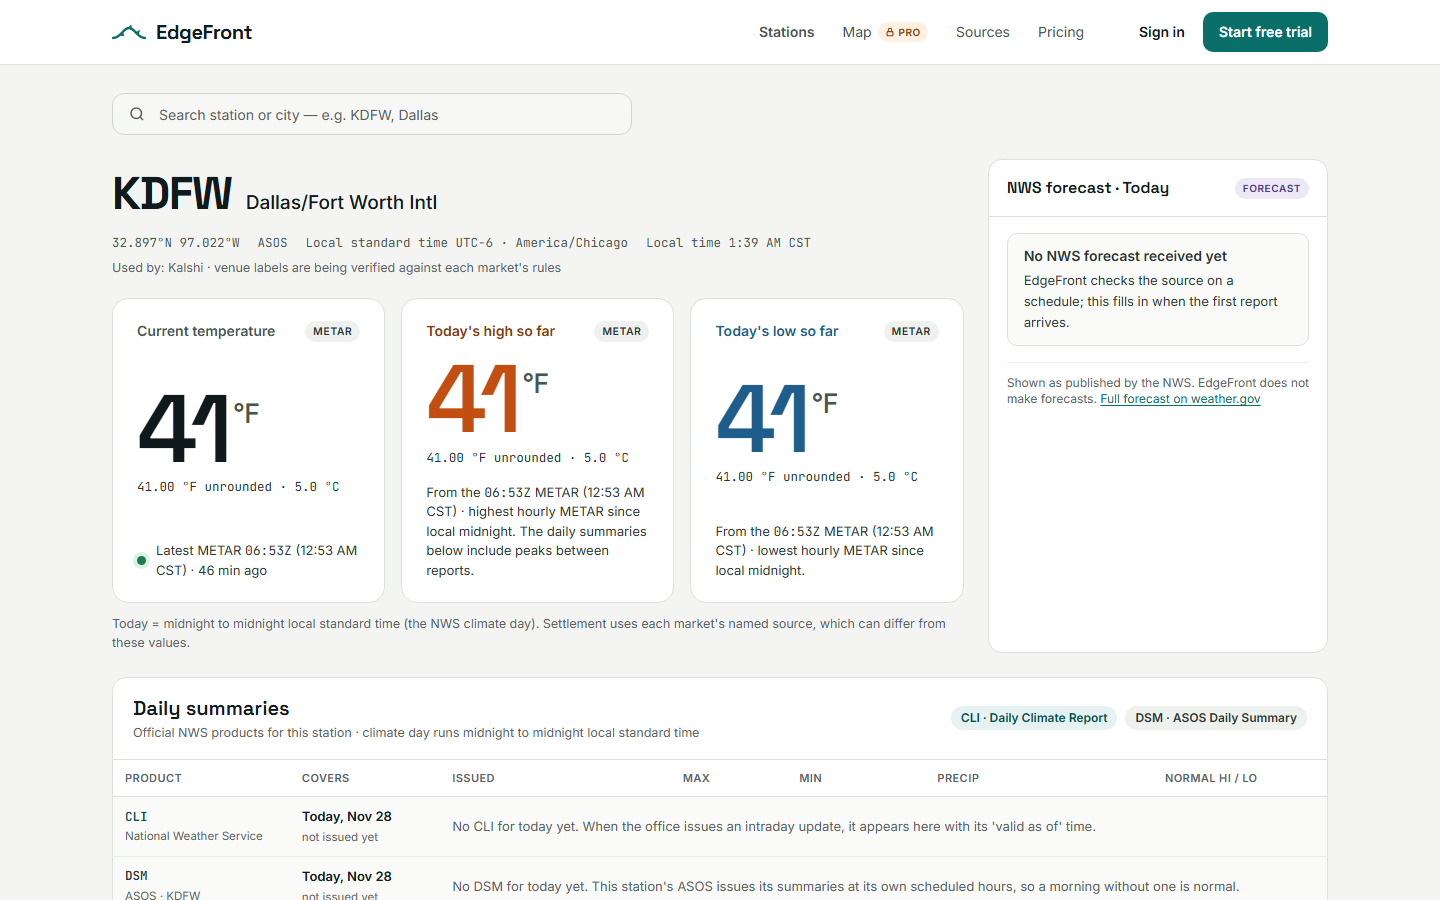 EdgeFront
Stations
Map
PRO
Sources
Pricing
Sign in
Start free trial
Search station or city — e.g. KDFW, Dallas
KDFW Dallas/Fort Worth Intl
32.897°N 97.022°W ASOS Local standard time UTC-6 · America/Chicago Local time 1:39 AM CST
Used by: Kalshi · venue labels are being verified against each market's rules
Current temperature METAR
41 °F
41.00 °F unrounded · 5.0 °C
Latest METAR 06:53Z (12:53 AM
CST) · 46 min ago
Today's high so far METAR
41 °F
41.00 °F unrounded · 5.0 °C
From the 06:53Z METAR (12:53 AM
CST) · highest hourly METAR since
local midnight. The daily summaries
below include peaks between
reports.
Today's low so far METAR
41 °F
41.00 °F unrounded · 5.0 °C
From the 06:53Z METAR (12:53 AM
CST) · lowest hourly METAR since
local midnight.
Today = midnight to midnight local standard time (the NWS climate day). Settlement uses each market's named source, which can differ from
these values.
NWS forecast · Today FORECAST
No NWS forecast received yet
EdgeFront checks the source on a
schedule; this fills in when the first report
arrives.
Shown as published by the NWS. EdgeFront does not
make forecasts. Full forecast on weather.gov
Daily summaries
Official NWS products for this station · climate day runs midnight to midnight local standard time
CLI · Daily Climate Report
DSM · ASOS Daily Summary
PRODUCT COVERS ISSUED MAX MIN PRECIP NORMAL HI / LO
CLI
National Weather Service
Today, Nov 28
not issued yet
No CLI for today yet. When the office issues an intraday update, it appears here with its 'valid as of' time.
DSM
ASOS · KDFW
Today, Nov 28
not issued yet
No DSM for today yet. This station's ASOS issues its summaries at its own scheduled hours, so a morning without one is normal.